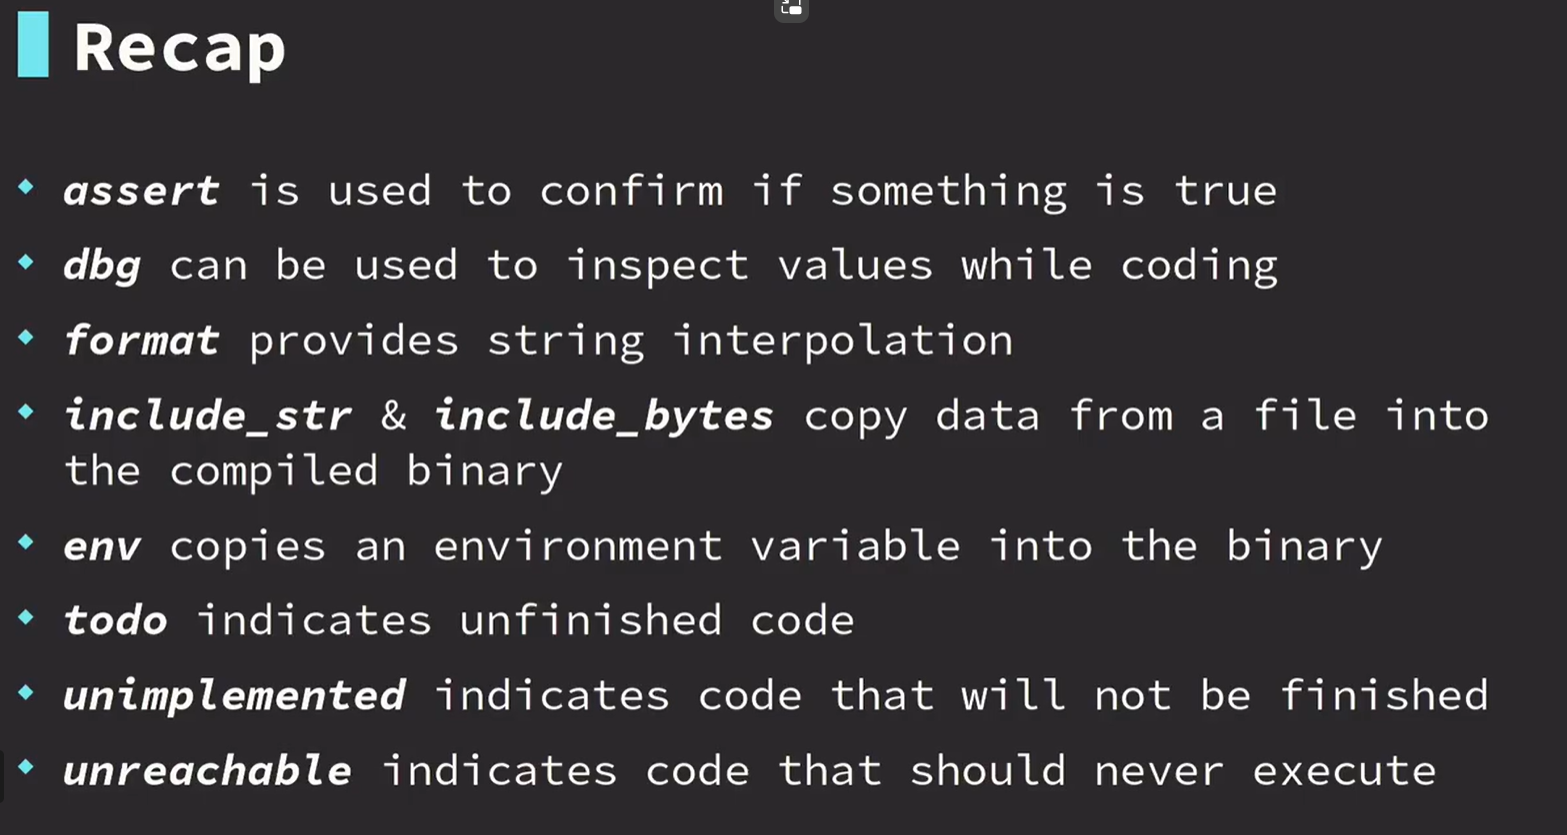 Recap
assert is used to confirm if something is true
dbg can be used to inspect values while coding
format provides string interpolation
include_str & include_bytes copy data from a file into
the compiled binary
env copies an environment variable into the binary
todo indicates unfinished code
unimplemented indicates code that will not be finished
unreachable indicates code that should never execute